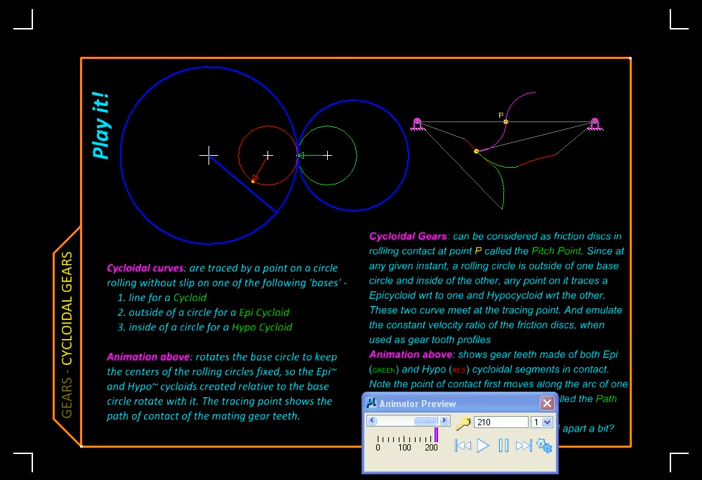 Play it!
GEARS - CYCLOIDAL GEARS
P
Cycloidal curves: are traced by a point on a circle
rolling without slip on one of the following 'bases' -
1. line for a Cycloid
2. outside of a circle for a Epi Cycloid
3. inside of a circle for a Hypo Cycloid
Animation above: rotates the base circle to keep
the centers of the rolling circles fixed, so the Epi~
and Hypo~ cycloids created relative to the base
circle rotate with it. The tracing point shows the
path of contact of the mating gear teeth.
Cycloidal Gears: can be considered as friction discs in
rolliing contact at point P called the Pitch Point. Since at
any given instant, a rolling circle is outside of one base
circle and inside of the other, any point on it traces a
Epicycloid wrt to one and Hypocycloid wrt the other.
These two curve meet at the tracing point. And emulate
the constant velocity ratio of the friction discs, when
used as gear tooth profiles
Animation above: shows gear teeth made of both Epi
(GREEN) and Hypo (RED) cycloidal segments in contact.
Note the point of contact first moves along the arc of one
lled the Path
apart a bit?
Animator Preview
210
1
0 100 200